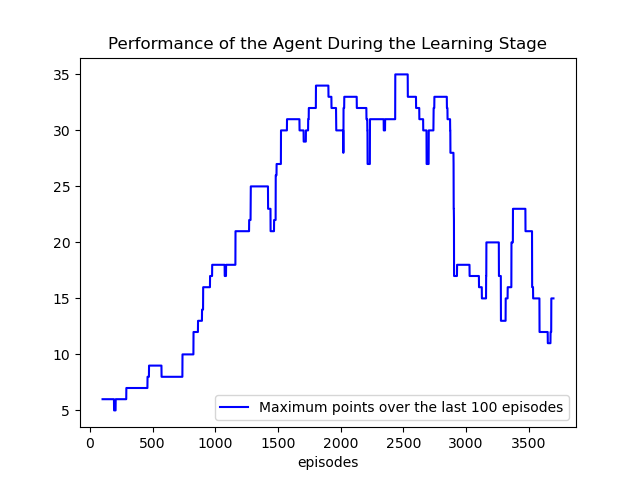 Performance of the Agent During the Learning Stage
35
30
25
20
15
10
5
Maximum points over the last 100 episodes
0 500 1000 1500 2000 2500 3000 3500
episodes